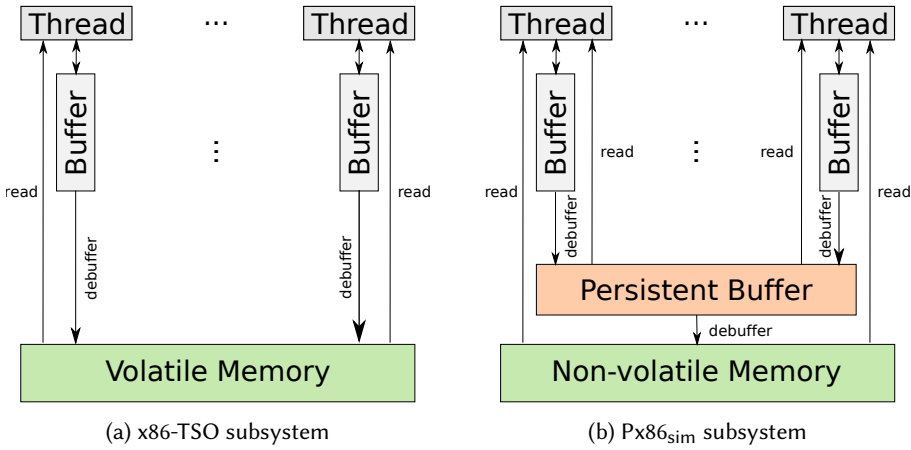 Thread ... Thread
Buffer ⋮ Buffer
read read
debuffer debuffer
Volatile Memory
(a) x86-TSO subsystem
Thread ... Thread
Buffer ⋮ Buffer
read read read read
debuffer debuffer
Persistent Buffer
debuffer
Non-volatile Memory
(b) Px86sim subsystem